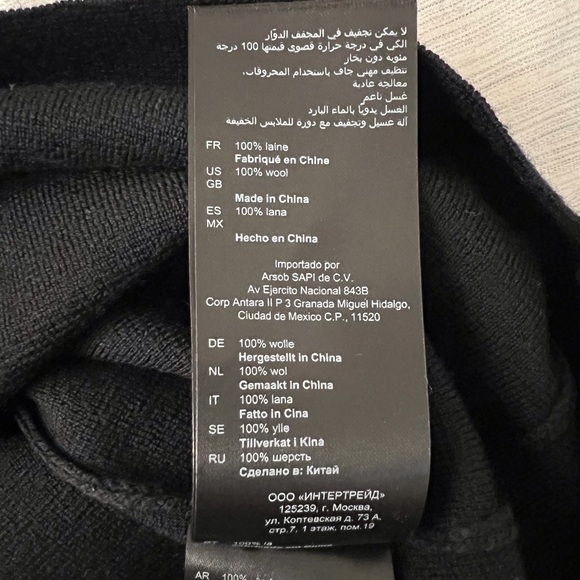 لا يمكن تجفيف في المجفف الدوّار
الكي في درجة حرارة قصوى قيمتها 100 درجة
مئوية بدون بخار
تنظيف مهني جاف باستخدام المحروقات،
معالجة عادية
غسل ناعم
الغسل يدويًا بالماء البارد
آلة غسيل وتجفيف مع دورة للملابس الخفيفة
FR 100% laine
Fabriqué en Chine
US 100% wool
GB
Made in China
ES 100% lana
MX
Hecho en China
Importado por
Arsob SAPI de C.V.
Av Ejercito Nacional 843B
Corp Antara II P 3 Granada Miguel Hidalgo,
Ciudad de Mexico C.P., 11520
DE 100% wolle
Hergestellt in China
NL 100% wol
Gemaakt in China
IT 100% lana
Fatto in Cina
SE 100% ylle
Tillverkat i Kina
RU 100% шерсть
Сделано в: Китай
ООО «ИНТЕРТРЕЙД»
125239, г. Москва,
ул. Коптевская д. 73 А,
стр.7, 1 этаж, пом.19
100% la
AR 100%